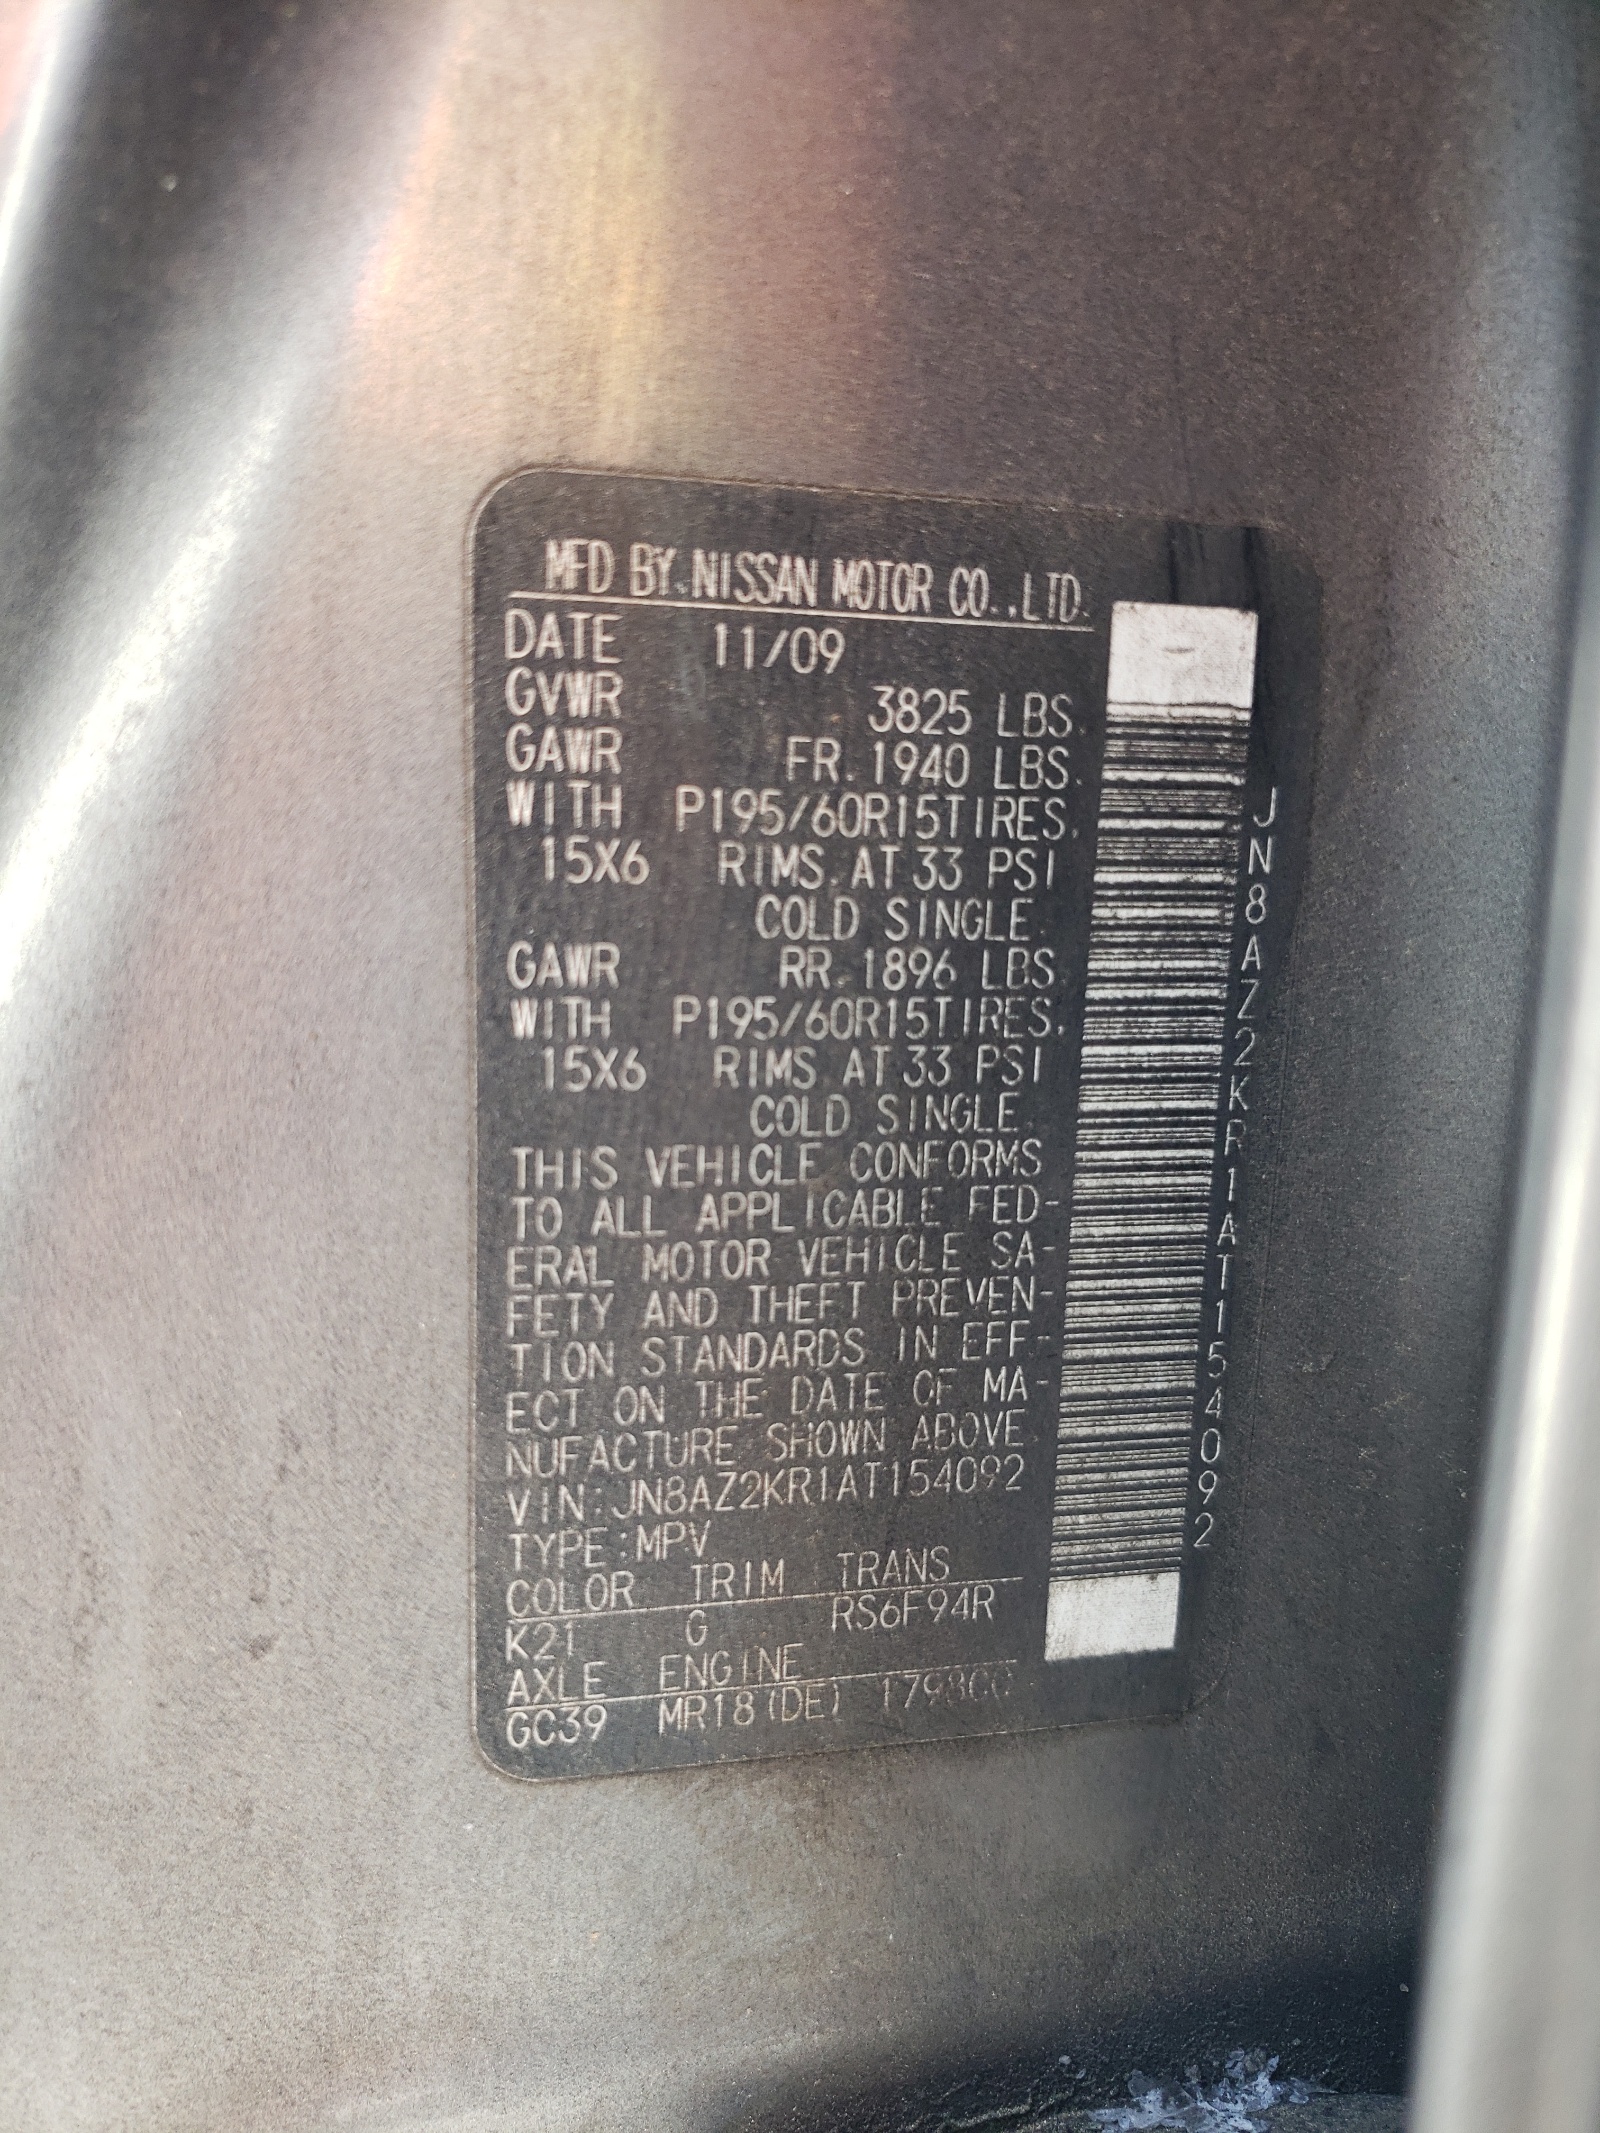 MFD BY NISSAN MOTOR CO.,LTD.
DATE 11/09
GVWR 3825 LBS.
GAWR FR. 1940 LBS.
WITH P195/60R15TIRES,
15X6 RIMS, AT 33 PSI
COLD SINGLE.
GAWR RR. 1896 LBS
WITH P195/60R15TIRES,
15X6 RIMS AT 33 PSI
COLD SINGLE.
THIS VEHICLE CONFORMS
TO ALL APPLICABLE FED-
ERAL MOTOR VEHICLE SA-
FETY AND THEFT PREVEN-
TION STANDARDS IN EFF-
ECT ON THE DATE OF MA-
NUFACTURE SHOWN ABOVE
VIN:JN8AZ2KR1AT154092
TYPE:MPV
COLOR TRIM TRANS
K21 G RS6F94R
AXLE ENGINE
GC39 MR18(DE) 1798CC
JN8AZ2KR1AT154092